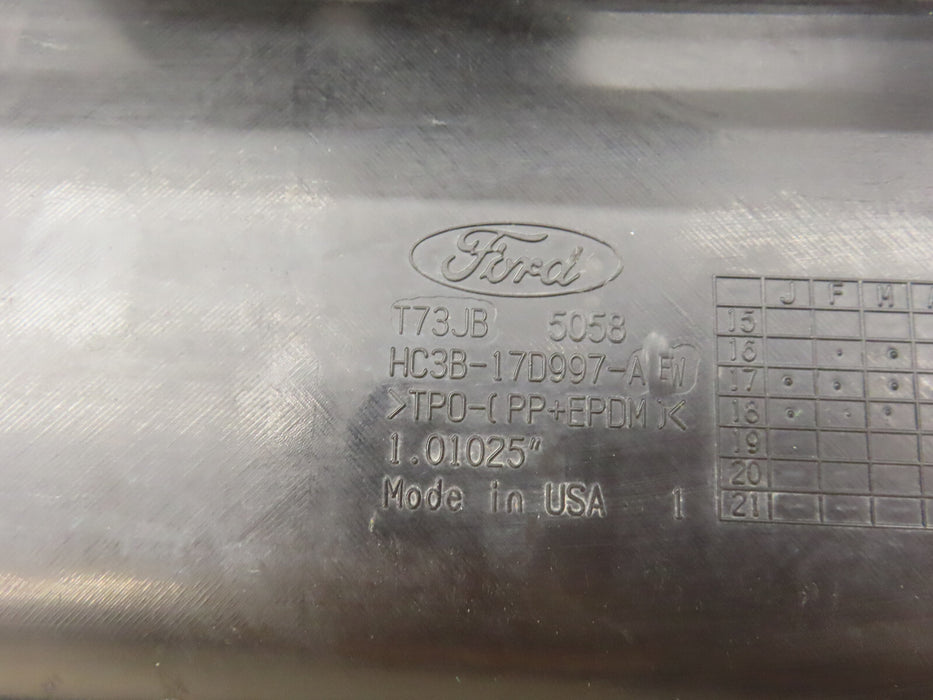 Ford
T73JB 5058
HC3B-17D997-A EW
>TPO-(PP+EPDM)<
1.01025"
Made in USA 1
J F M A
15
16
17
18
19
20
21